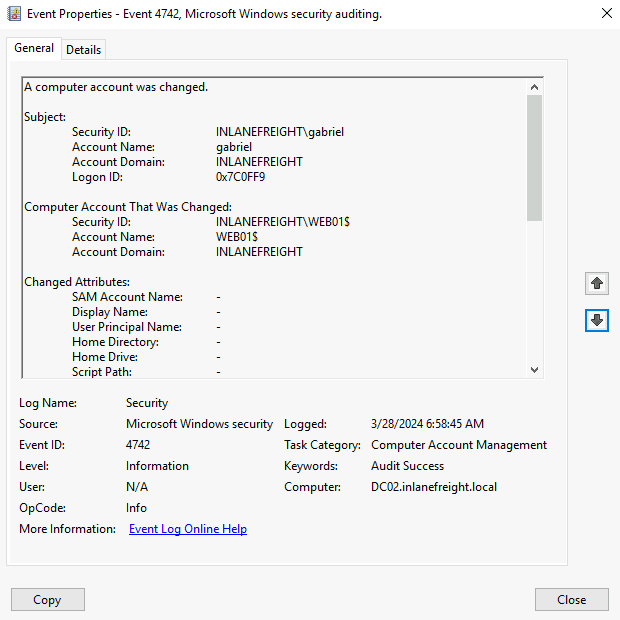 Event Properties - Event 4742, Microsoft Windows security auditing.
General Details
A computer account was changed.
Subject:
Security ID: INLANEFREIGHT\gabriel
Account Name: gabriel
Account Domain: INLANEFREIGHT
Logon ID: 0x7C0FF9
Computer Account That Was Changed:
Security ID: INLANEFREIGHT\WEB01$
Account Name: WEB01$
Account Domain: INLANEFREIGHT
Changed Attributes:
SAM Account Name: -
Display Name: -
User Principal Name: -
Home Directory: -
Home Drive: -
Script Path: -
Log Name: Security
Source: Microsoft Windows security Logged: 3/28/2024 6:58:45 AM
Event ID: 4742 Task Category: Computer Account Management
Level: Information Keywords: Audit Success
User: N/A Computer: DC02.inlanefreight.local
OpCode: Info
More Information: Event Log Online Help
Copy Close